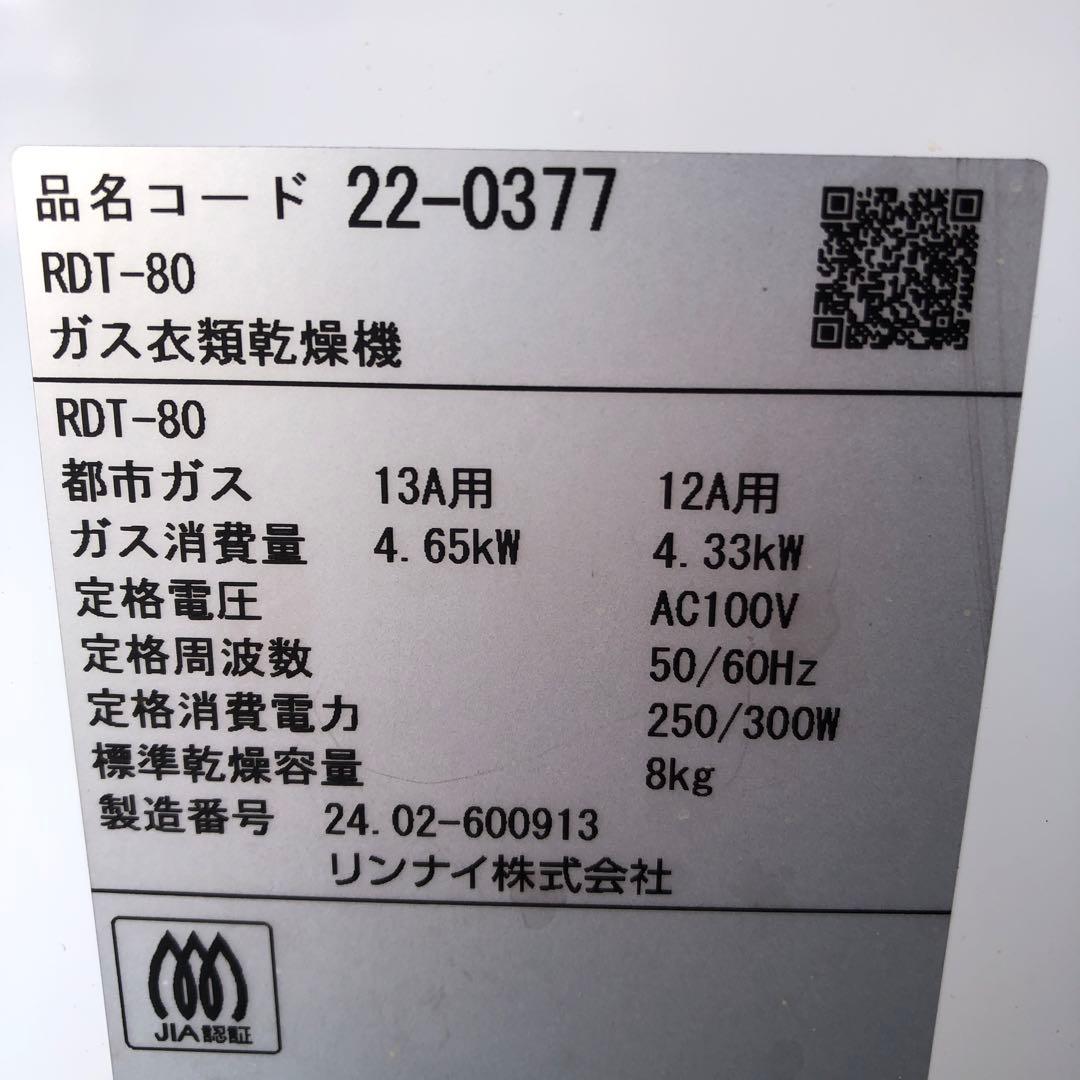 品名コード 22-0377
RDT-80
ガス衣類乾燥機
RDT-80
都市ガス 13A用 12A用
ガス消費量 4.65kW 4.33kW
定格電圧 AC100V
定格周波数 50/60Hz
定格消費電力 250/300W
標準乾燥容量 8kg
製造番号 24.02-600913
リンナイ株式会社
JIA認証